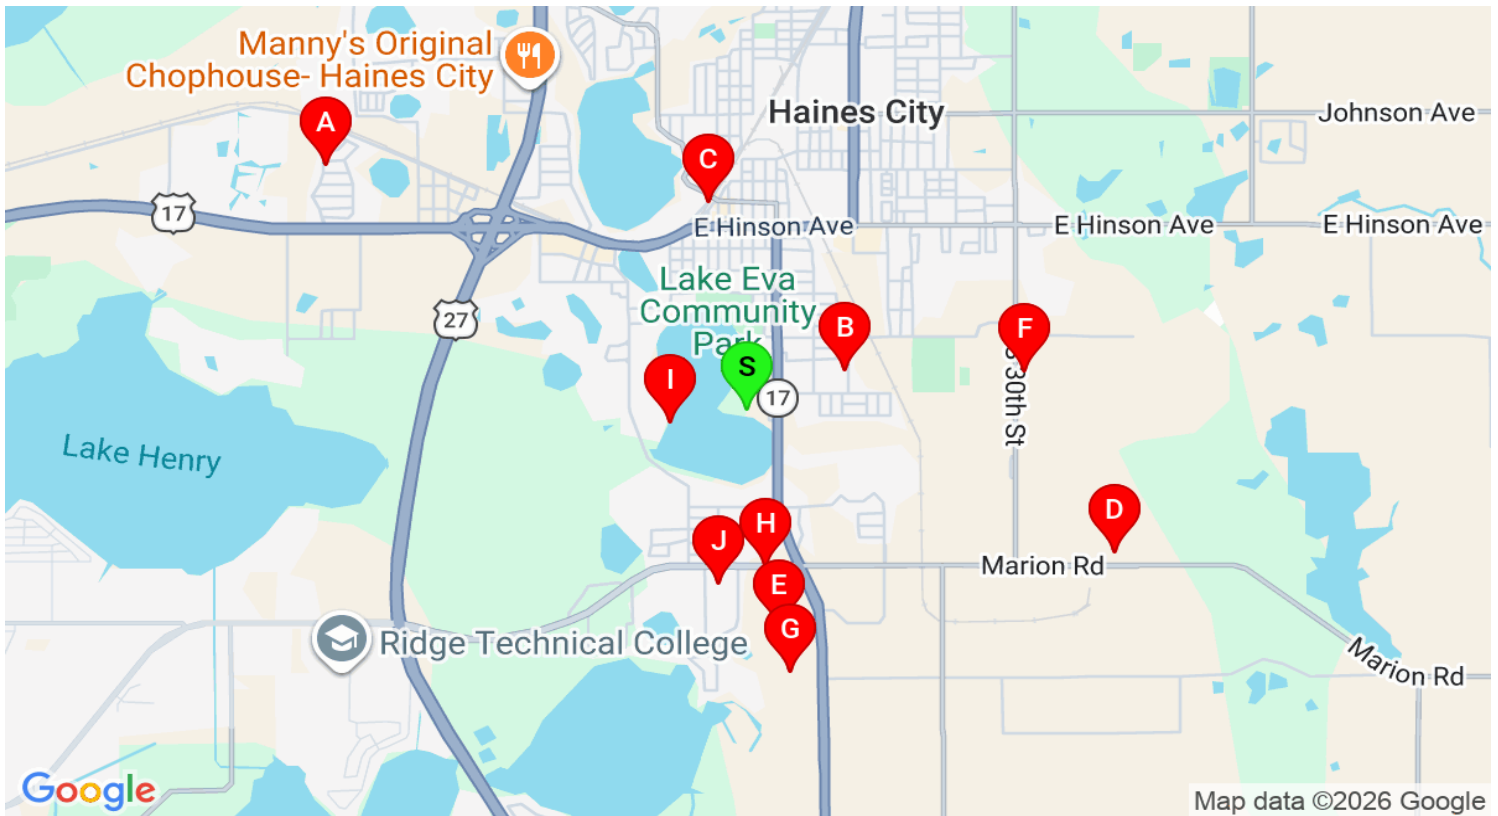 Manny's Original
Chophouse- Haines City
Haines City
Johnson Ave
A
C
17
E Hinson Ave
E Hinson Ave
E Hinson Ave
Lake Eva
Community
Park
27
B
F
S
I
17
S 30th St
Lake Henry
D
H
J
Marion Rd
E
G
Ridge Technical College
Marion Rd
Google
Map data ©2026 Google